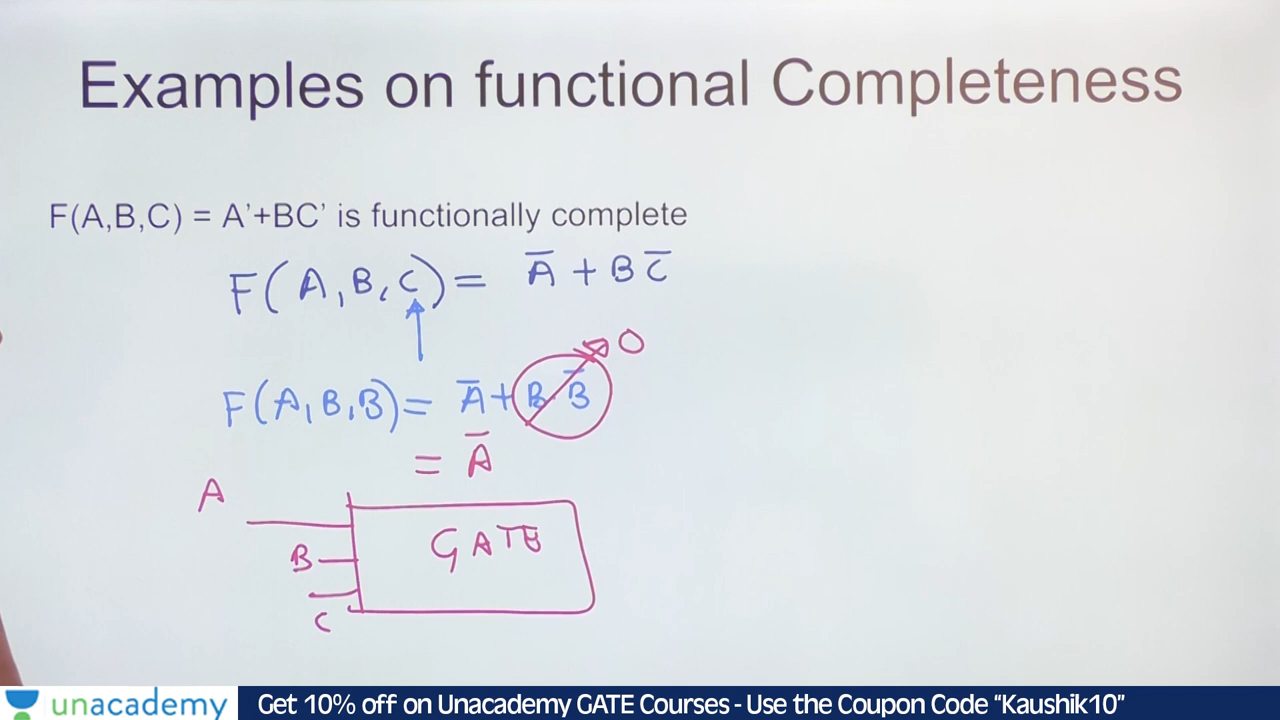 Examples on functional Completeness
F(A,B,C) = A'+BC' is functionally complete
F(A,B,C) = A̅ + B C̅
F(A,B,B) = A̅ + B. B̅ 0
= A̅
A
GATE
B
C
unacademy Get 10% off on Unacademy GATE Courses - Use the Coupon Code “Kaushik10”